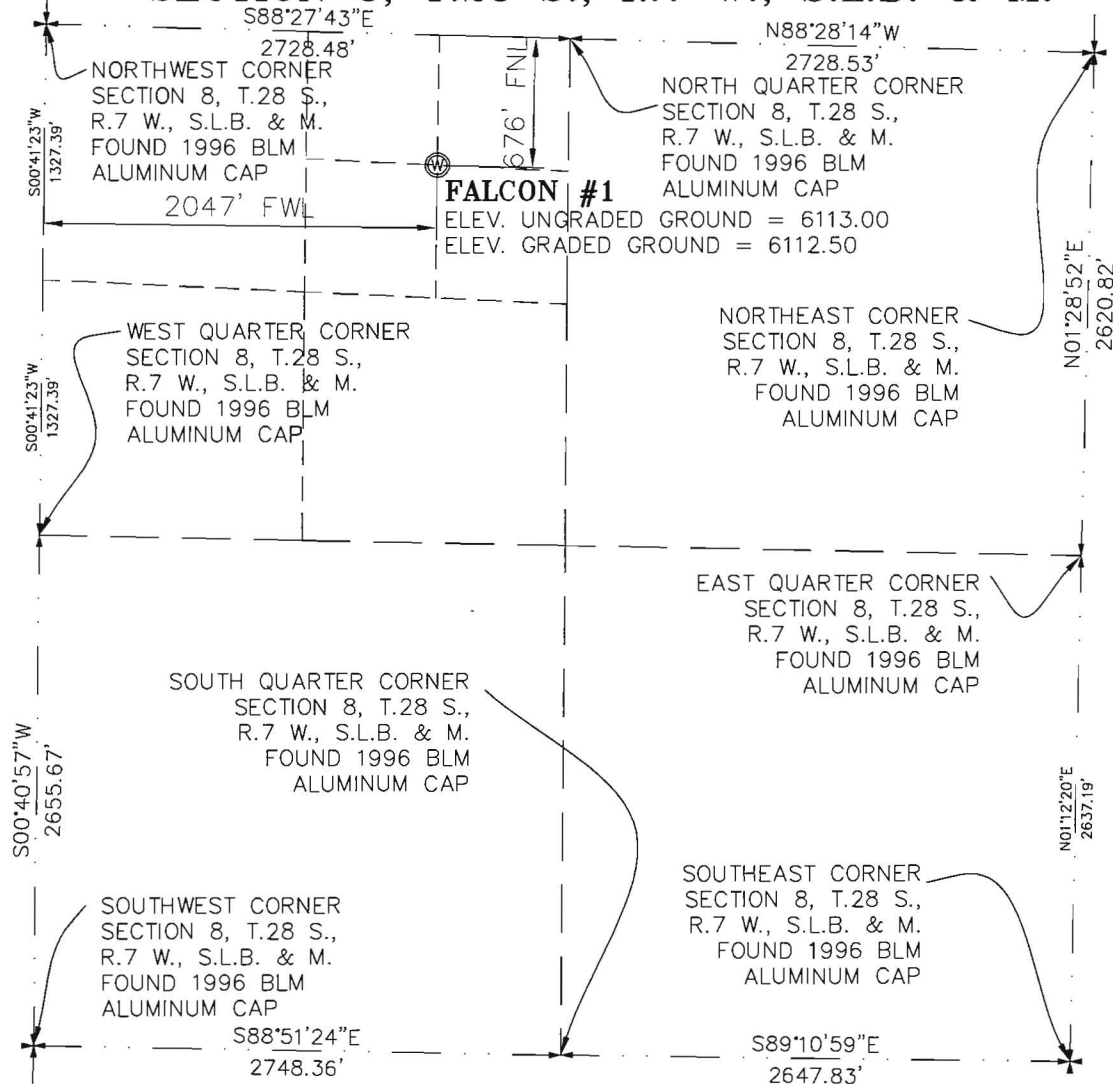 S88°27'43"E
2728.48'
N88°28'14"W
2728.53'
NORTHWEST CORNER
SECTION 8, T.28 S.,
R.7 W., S.L.B. & M.
FOUND 1996 BLM
ALUMINUM CAP
S00°41'23"W
1327.39'
676' FNL
NORTH QUARTER CORNER
SECTION 8, T.28 S.,
R.7 W., S.L.B. & M.
FOUND 1996 BLM
ALUMINUM CAP
2047' FWL
W
FALCON #1
ELEV. UNGRADED GROUND = 6113.00
ELEV. GRADED GROUND = 6112.50
N01°28'52"E
2620.82'
WEST QUARTER CORNER
SECTION 8, T.28 S.,
R.7 W., S.L.B. & M.
FOUND 1996 BLM
ALUMINUM CAP
S00°41'23"W
1327.39'
NORTHEAST CORNER
SECTION 8, T.28 S.,
R.7 W., S.L.B. & M.
FOUND 1996 BLM
ALUMINUM CAP
EAST QUARTER CORNER
SECTION 8, T.28 S.,
R.7 W., S.L.B. & M.
FOUND 1996 BLM
ALUMINUM CAP
SOUTH QUARTER CORNER
SECTION 8, T.28 S.,
R.7 W., S.L.B. & M.
FOUND 1996 BLM
ALUMINUM CAP
S00°40'57"W
2655.67'
N01°12'20"E
2637.19'
SOUTHWEST CORNER
SECTION 8, T.28 S.,
R.7 W., S.L.B. & M.
FOUND 1996 BLM
ALUMINUM CAP
SOUTHEAST CORNER
SECTION 8, T.28 S.,
R.7 W., S.L.B. & M.
FOUND 1996 BLM
ALUMINUM CAP
S88°51'24"E
2748.36'
S89°10'59"E
2647.83'